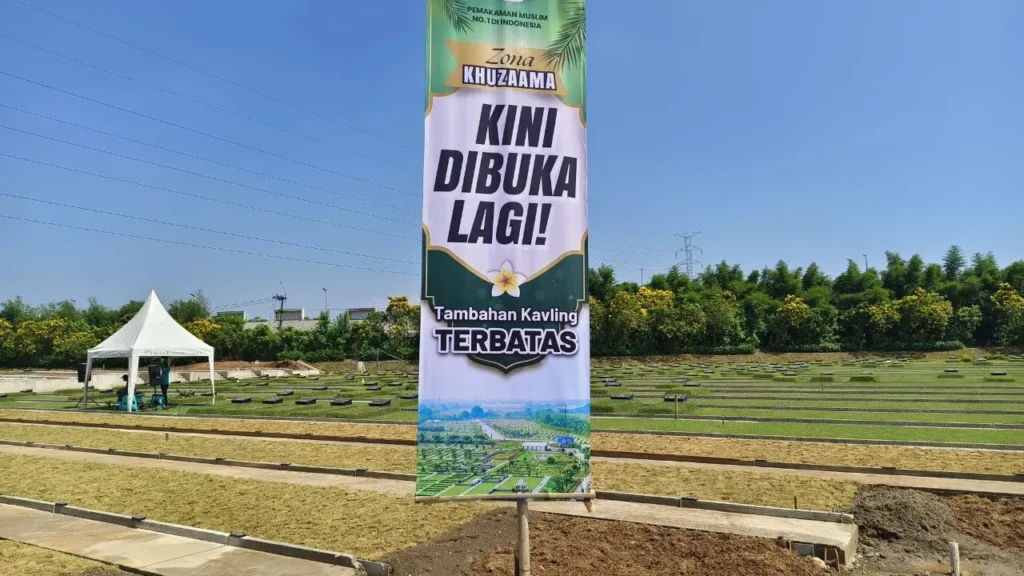 PEMAKAMAN MUSLIM
NO. 1 DI INDONESIA
Zona
KHUZAAMA
KINI
DIBUKA
LAGI!
Tambahan Kavling
TERBATAS